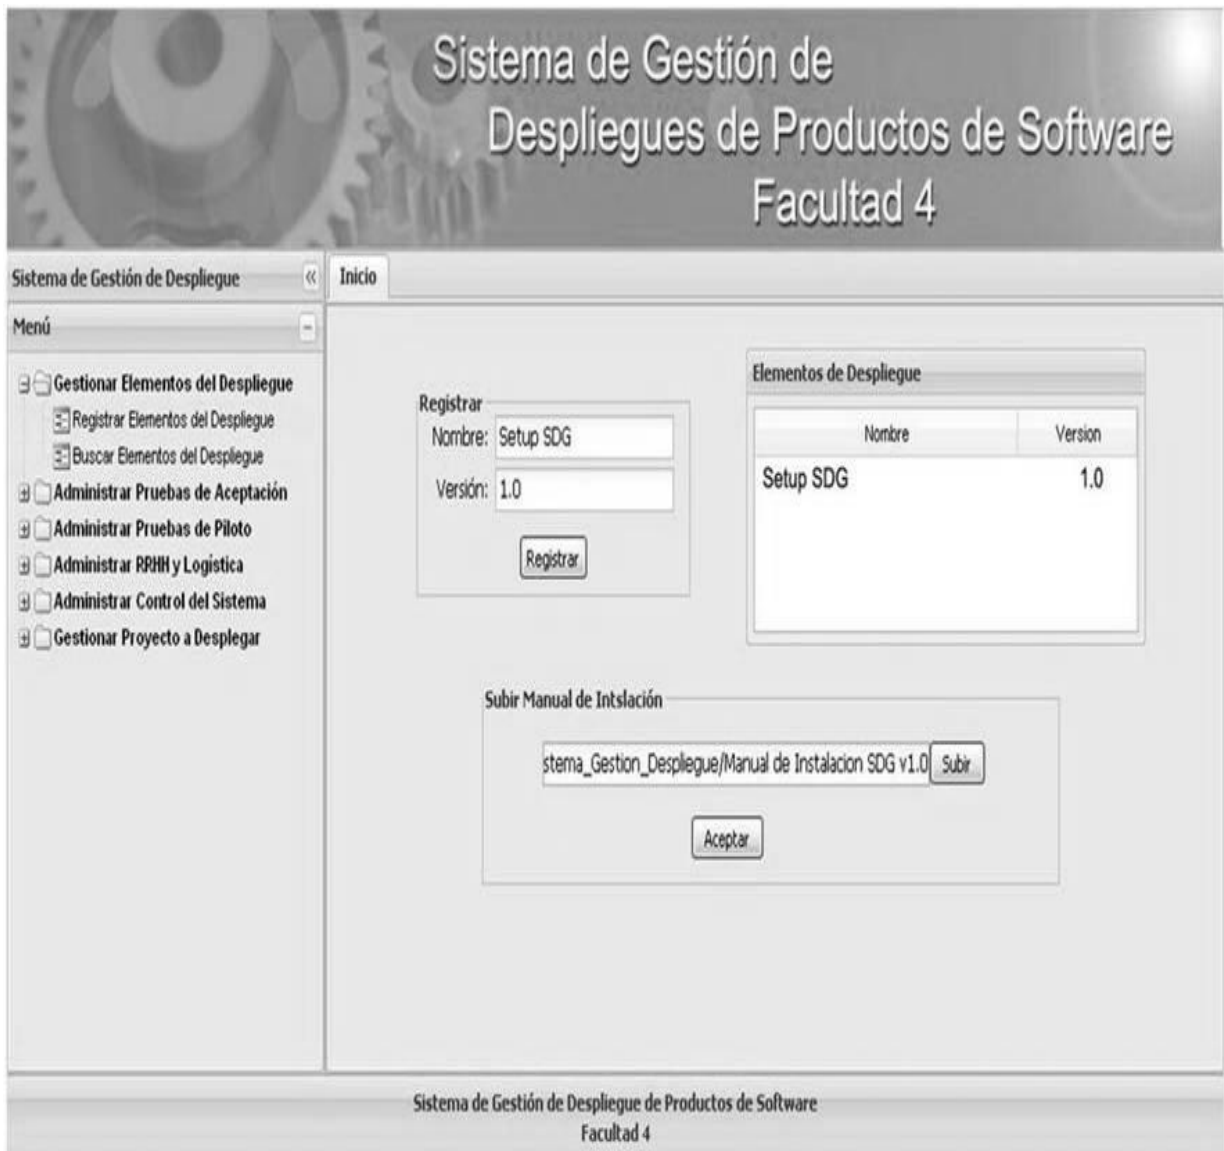 Sistema de Gestión de
Despliegues de Productos de Software
Facultad 4
Sistema de Gestión de Despliegue
Menú
Gestionar Elementos del Despliegue
Registrar Elementos del Despliegue
Buscar Elementos del Despliegue
Administrar Pruebas de Aceptación
Administrar Pruebas de Piloto
Administrar RRHH y Logística
Administrar Control del Sistema
Gestionar Proyecto a Desplegar
Inicio
Registrar
Nombre: Setup SDG
Versión: 1.0
Registrar
Elementos de Despliegue
Nombre Version
Setup SDG 1.0
Subir Manual de Intslación
stema_Gestion_Despliegue/Manual de Instalacion SDG v1.0 Subir
Aceptar
Sistema de Gestión de Despliegue de Productos de Software
Facultad 4